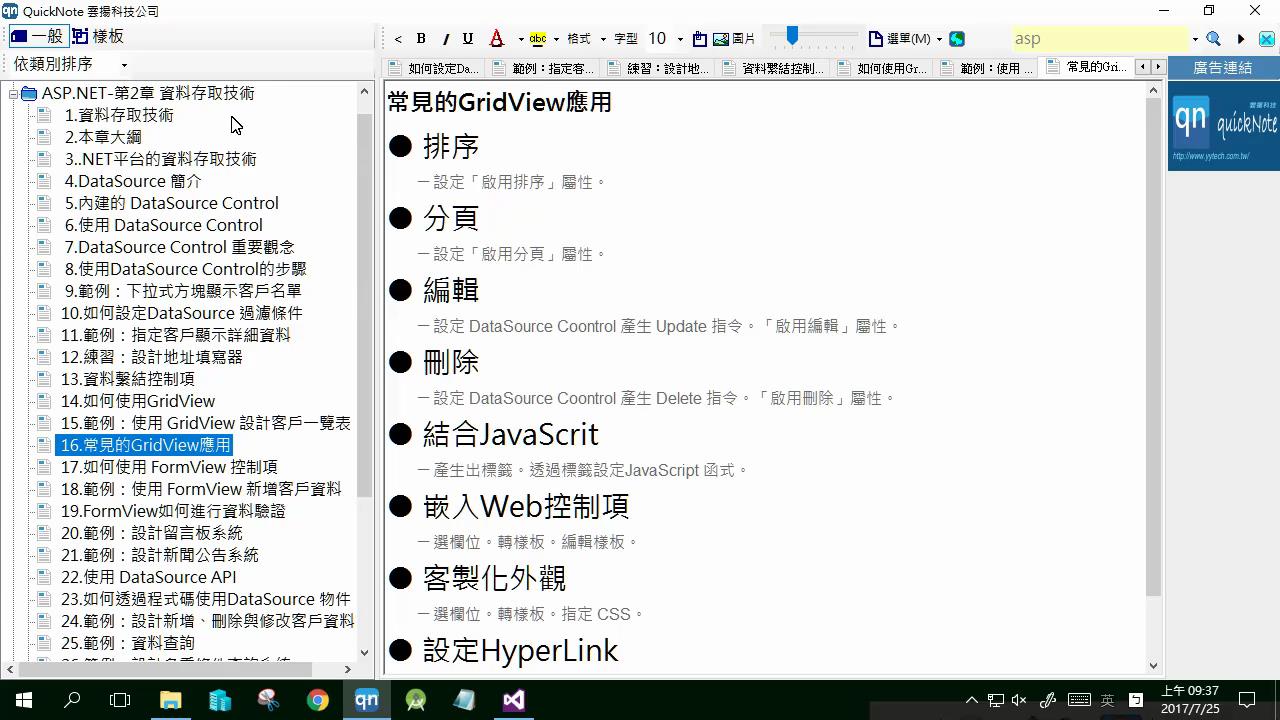 QuickNote 雲揚科技公司
一般 樣板
< B I U A abc 格式 字型 10 圖片 選單(M) asp
依類別排序
如何設定Da... 範例：指定客... 練習：設計地... 資料繫結控制... 如何使用Gr... 範例：使用 ... 常見的Gri...
廣告連結
ASP.NET-第2章 資料存取技術
1.資料存取技術
2.本章大綱
3..NET平台的資料存取技術
4.DataSource 簡介
5.內建的 DataSource Control
6.使用 DataSource Control
7.DataSource Control 重要觀念
8.使用DataSource Control的步驟
9.範例：下拉式方塊顯示客戶名單
10.如何設定DataSource 過濾條件
11.範例：指定客戶顯示詳細資料
12.練習：設計地址填寫器
13.資料繫結控制項
14.如何使用GridView
15.範例：使用 GridView 設計客戶一覽表
16.常見的GridView應用
17.如何使用 FormView 控制項
18.範例：使用 FormView 新增客戶資料
19.FormView如何進行資料驗證
20.範例：設計留言板系統
21.範例：設計新聞公告系統
22.使用 DataSource API
23.如何透過程式碼使用DataSource 物件
24.範例：設計新增、刪除與修改客戶資料
25.範例：資料查詢
常見的GridView應用
● 排序
－設定「啟用排序」屬性。
● 分頁
－設定「啟用分頁」屬性。
● 編輯
－設定 DataSource Coontrol 產生 Update 指令。「啟用編輯」屬性。
● 刪除
－設定 DataSource Coontrol 產生 Delete 指令。「啟用刪除」屬性。
● 結合JavaScrit
－產生出標籤。透過標籤設定JavaScript 函式。
● 嵌入Web控制項
－選欄位。轉樣板。編輯樣板。
● 客製化外觀
－選欄位。轉樣板。指定 CSS。
● 設定HyperLink
雲揚科技
qn quickNote
http://www.yytech.com.tw/
qn
英
上午 09:37
2017/7/25